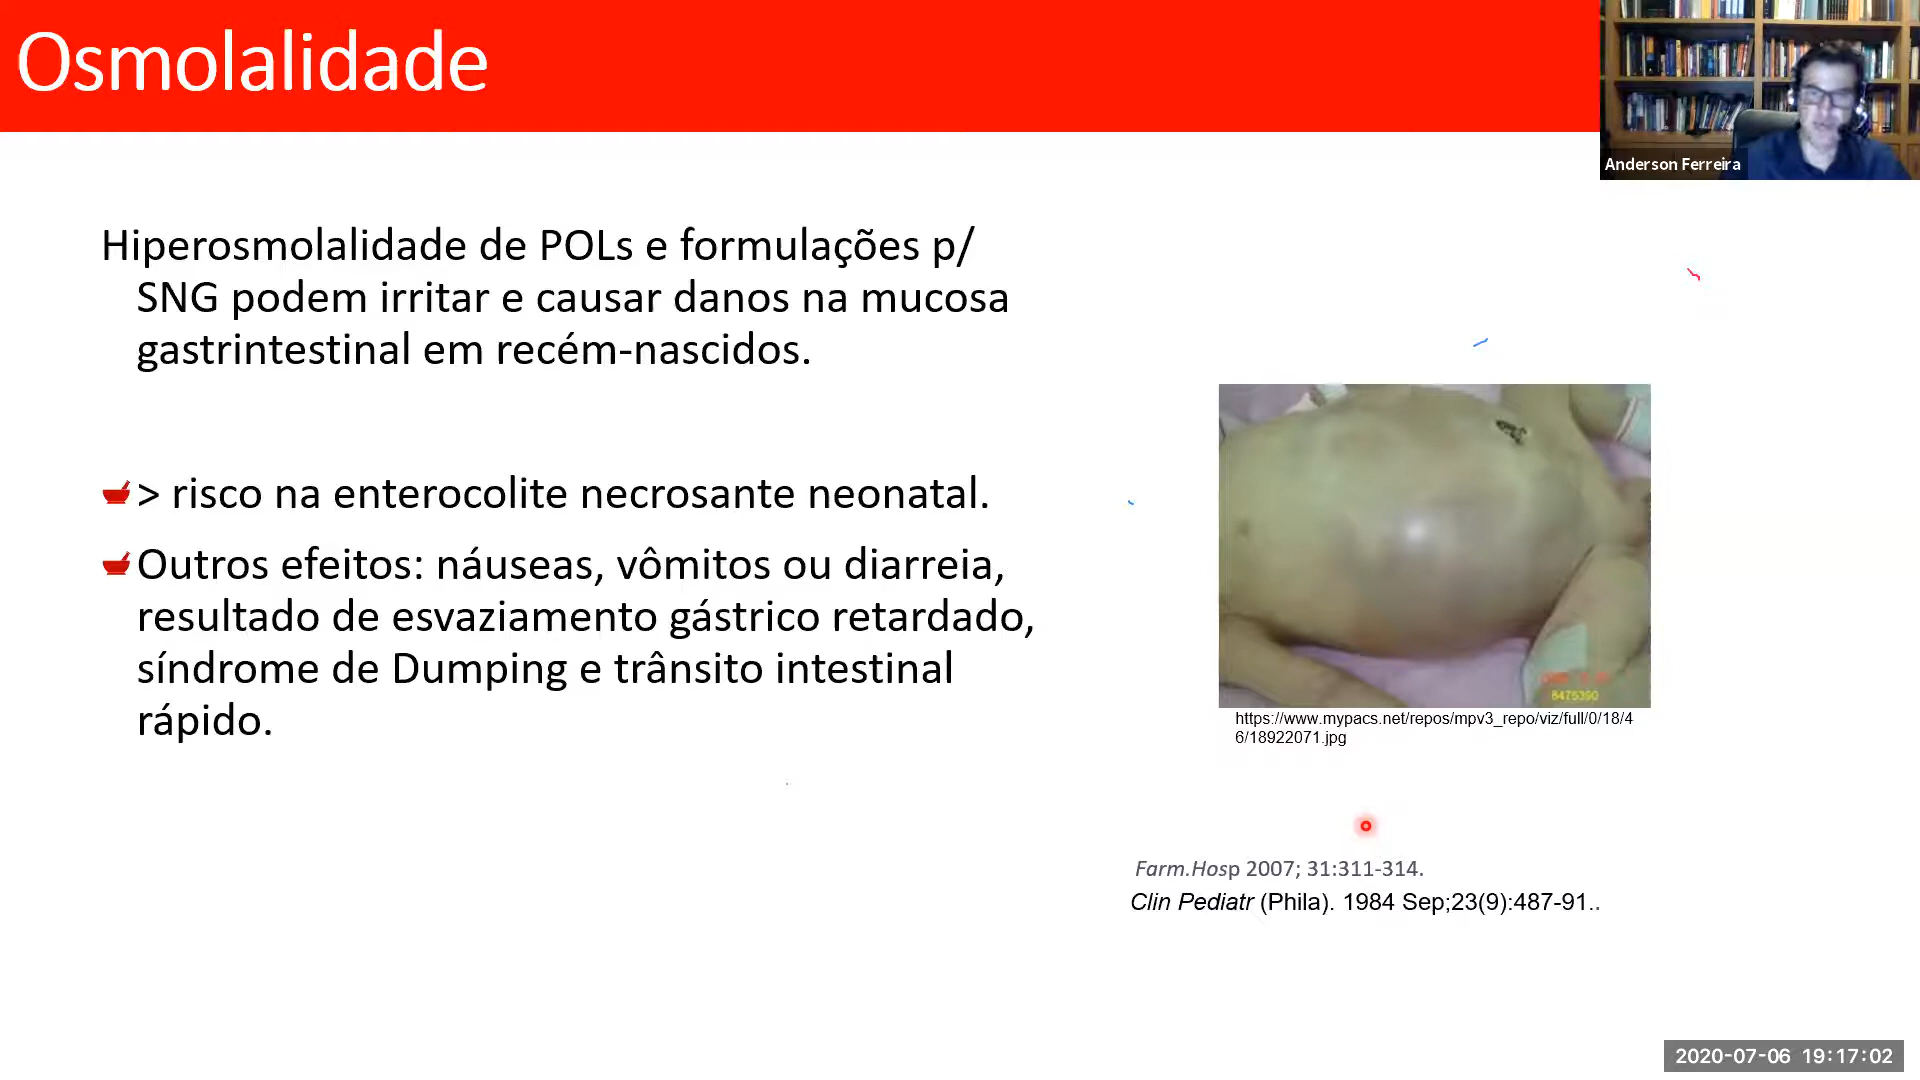 Osmolalidade
Anderson Ferreira
Hiperosmolalidade de POLs e formulações p/
SNG podem irritar e causar danos na mucosa
gastrintestinal em recém-nascidos.
> risco na enterocolite necrosante neonatal.
Outros efeitos: náuseas, vômitos ou diarreia,
resultado de esvaziamento gástrico retardado,
síndrome de Dumping e trânsito intestinal
rápido.
https://www.mypacs.net/repos/mpv3_repo/viz/full/0/18/4
6/18922071.jpg
Farm.Hosp 2007; 31:311-314.
Clin Pediatr (Phila). 1984 Sep;23(9):487-91..
2020-07-06 19:17:02